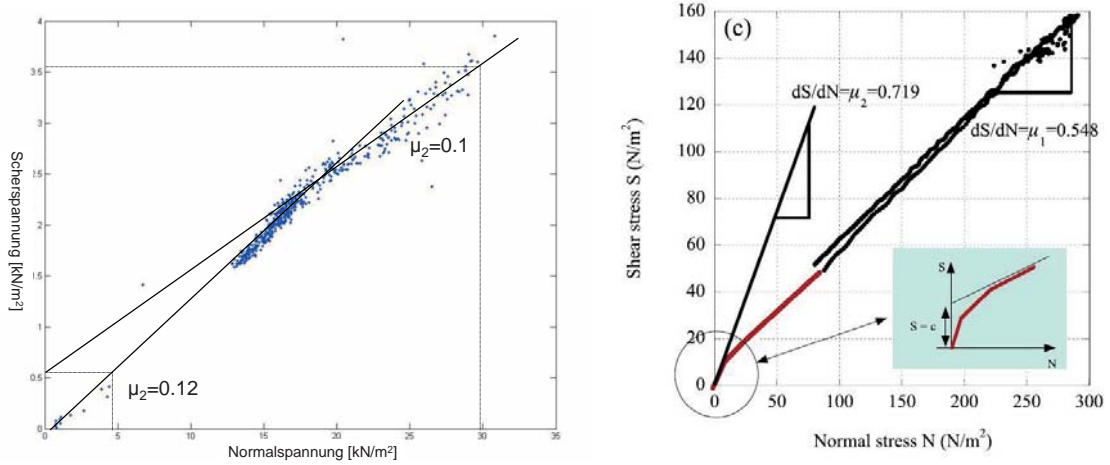 Scherspannung [kN/m²]
4
3.5
3
2.5
2
1.5
1
0.5
0
0
5
10
15
20
25
30
35
Normalspannung [kN/m²]
μ₂=0.1
μ₂=0.12
(c)
Shear stress S (N/m²)
160
140
120
100
80
60
40
20
0
0
50
100
150
200
250
300
Normal stress N (N/m²)
dS/dN=μ₂=0.719
dS/dN=μ₁=0.548
S
S = c
N